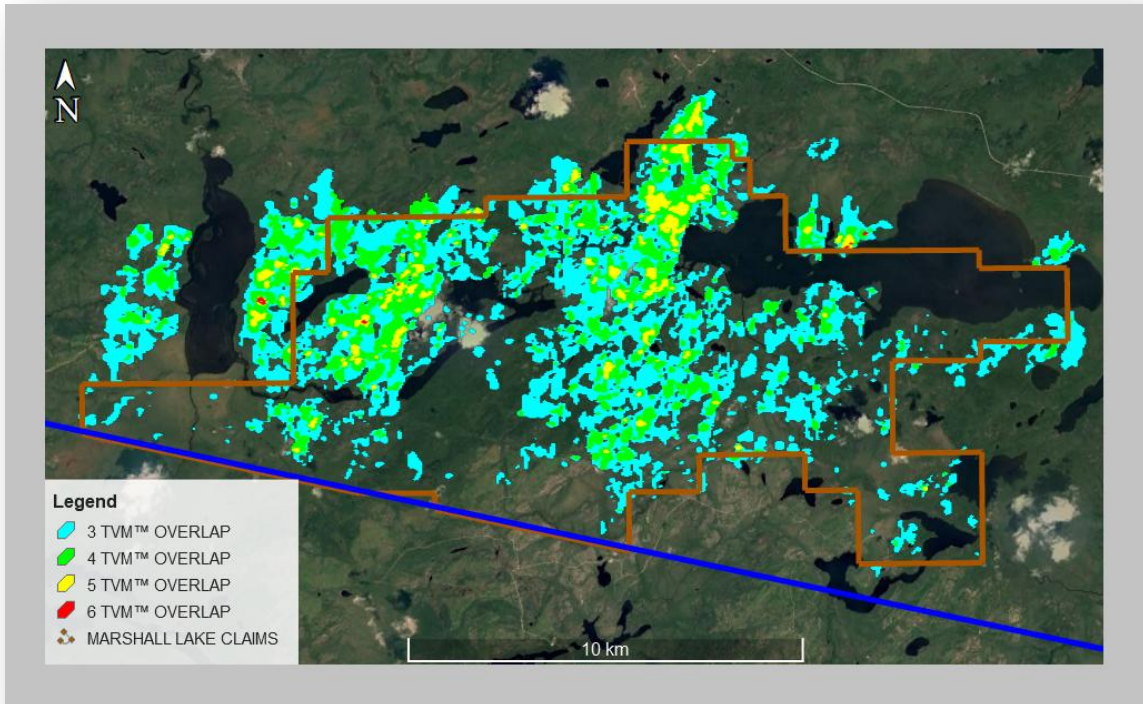 N
Legend
3 TVM™ OVERLAP
4 TVM™ OVERLAP
5 TVM™ OVERLAP
6 TVM™ OVERLAP
MARSHALL LAKE CLAIMS
10 km